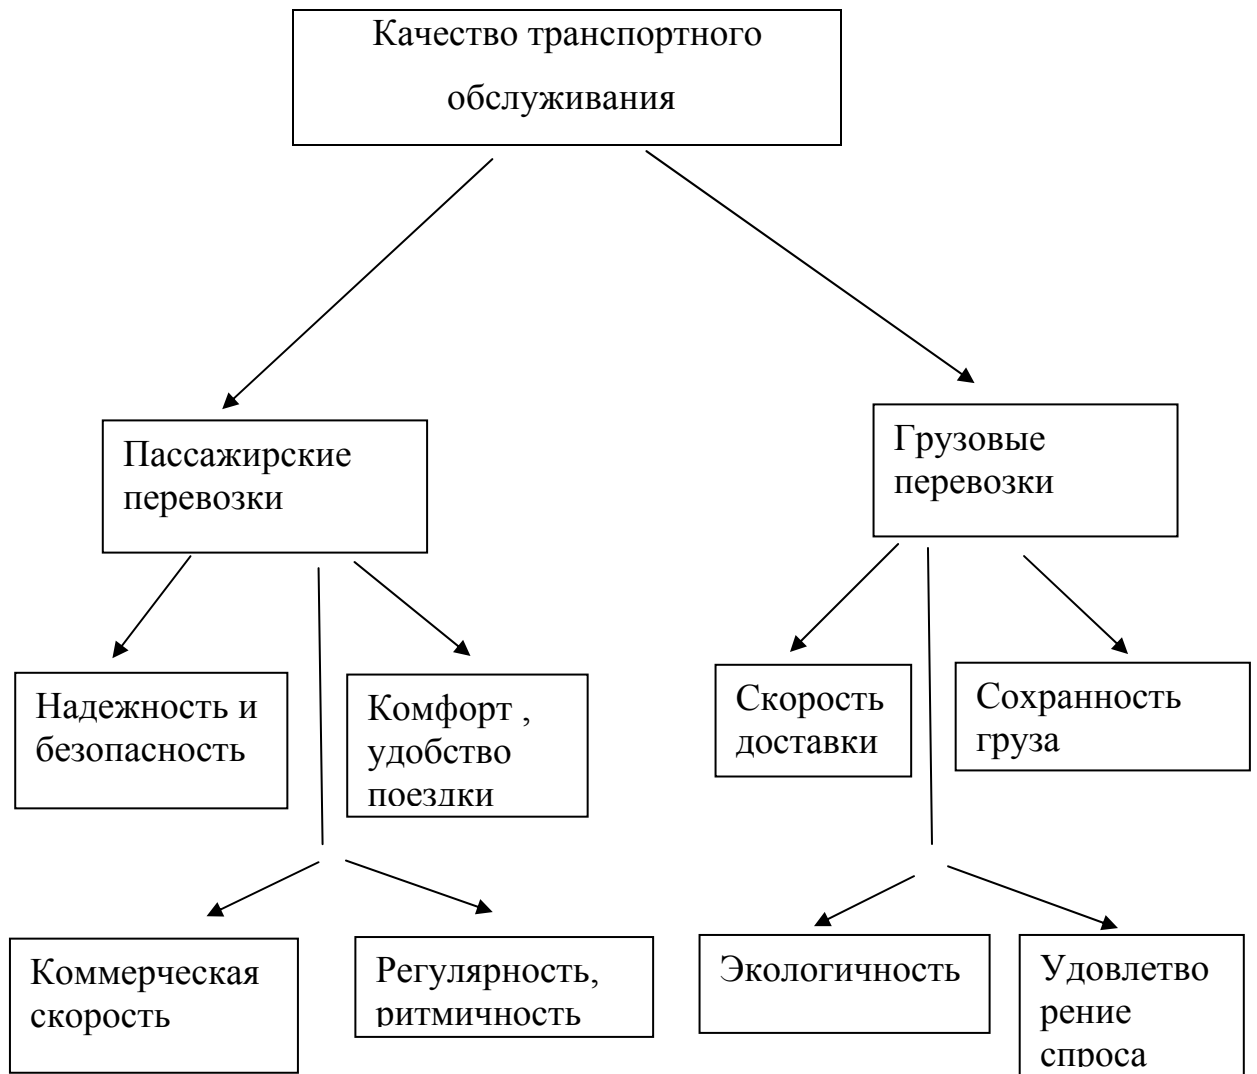 Качество транспортного
обслуживания
Пассажирские
перевозки
Грузовые
перевозки
Надежность и
безопасность
Комфорт ,
удобство
поездки
Скорость
доставки
Сохранность
груза
Коммерческая
скорость
Регулярность,
ритмичность
Экологичность
Удовлетво
рение
спроса